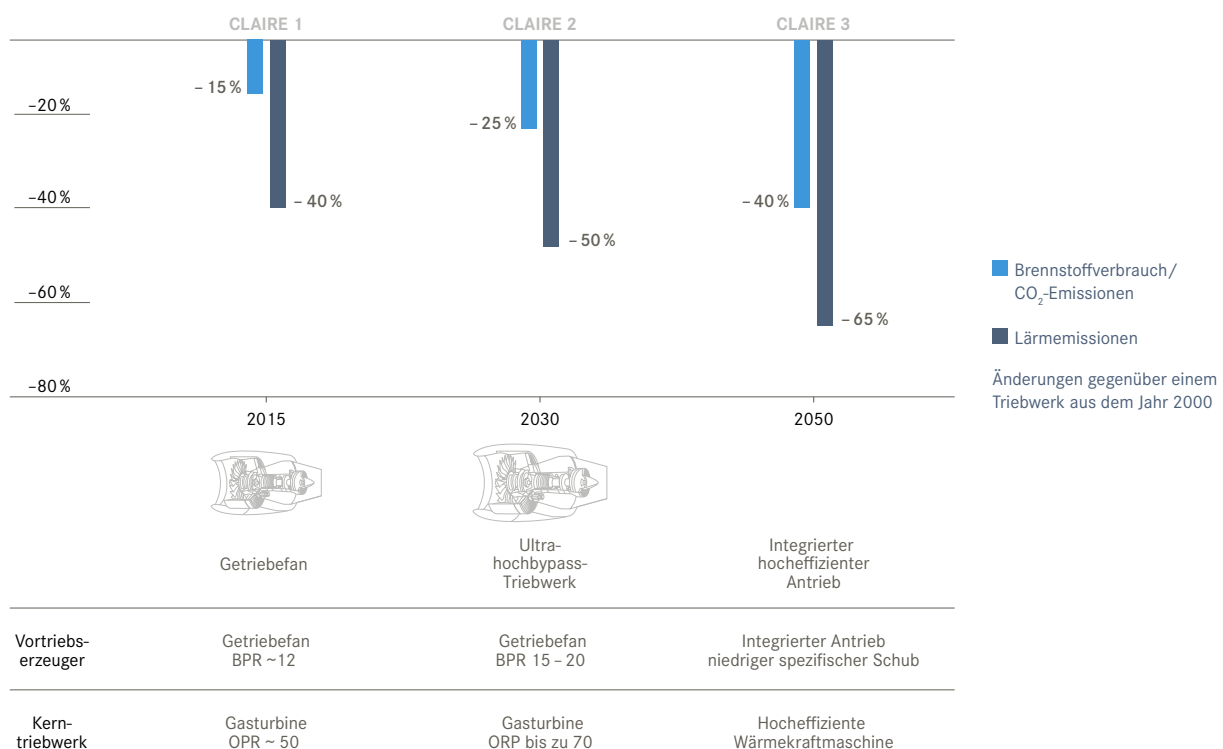 CLAIRE 1
CLAIRE 2
CLAIRE 3
– 15 %
–20 %
– 25 %
–40 %
– 40 %
– 40 %
– 50 %
–60 %
– 65 %
–80 %
Brennstoffverbrauch/
CO2-Emissionen
Lärmemissionen
Änderungen gegenüber einem
Triebwerk aus dem Jahr 2000
2015
2030
2050
Getriebefan
Ultra-
hochbypass-
Triebwerk
Integrierter
hocheffizienter
Antrieb
Vortriebs-
erzeuger
Getriebefan
BPR ~12
Getriebefan
BPR 15 – 20
Integrierter Antrieb
niedriger spezifischer Schub
Kern-
triebwerk
Gasturbine
OPR ~ 50
Gasturbine
ORP bis zu 70
Hocheffiziente
Wärmekraftmaschine